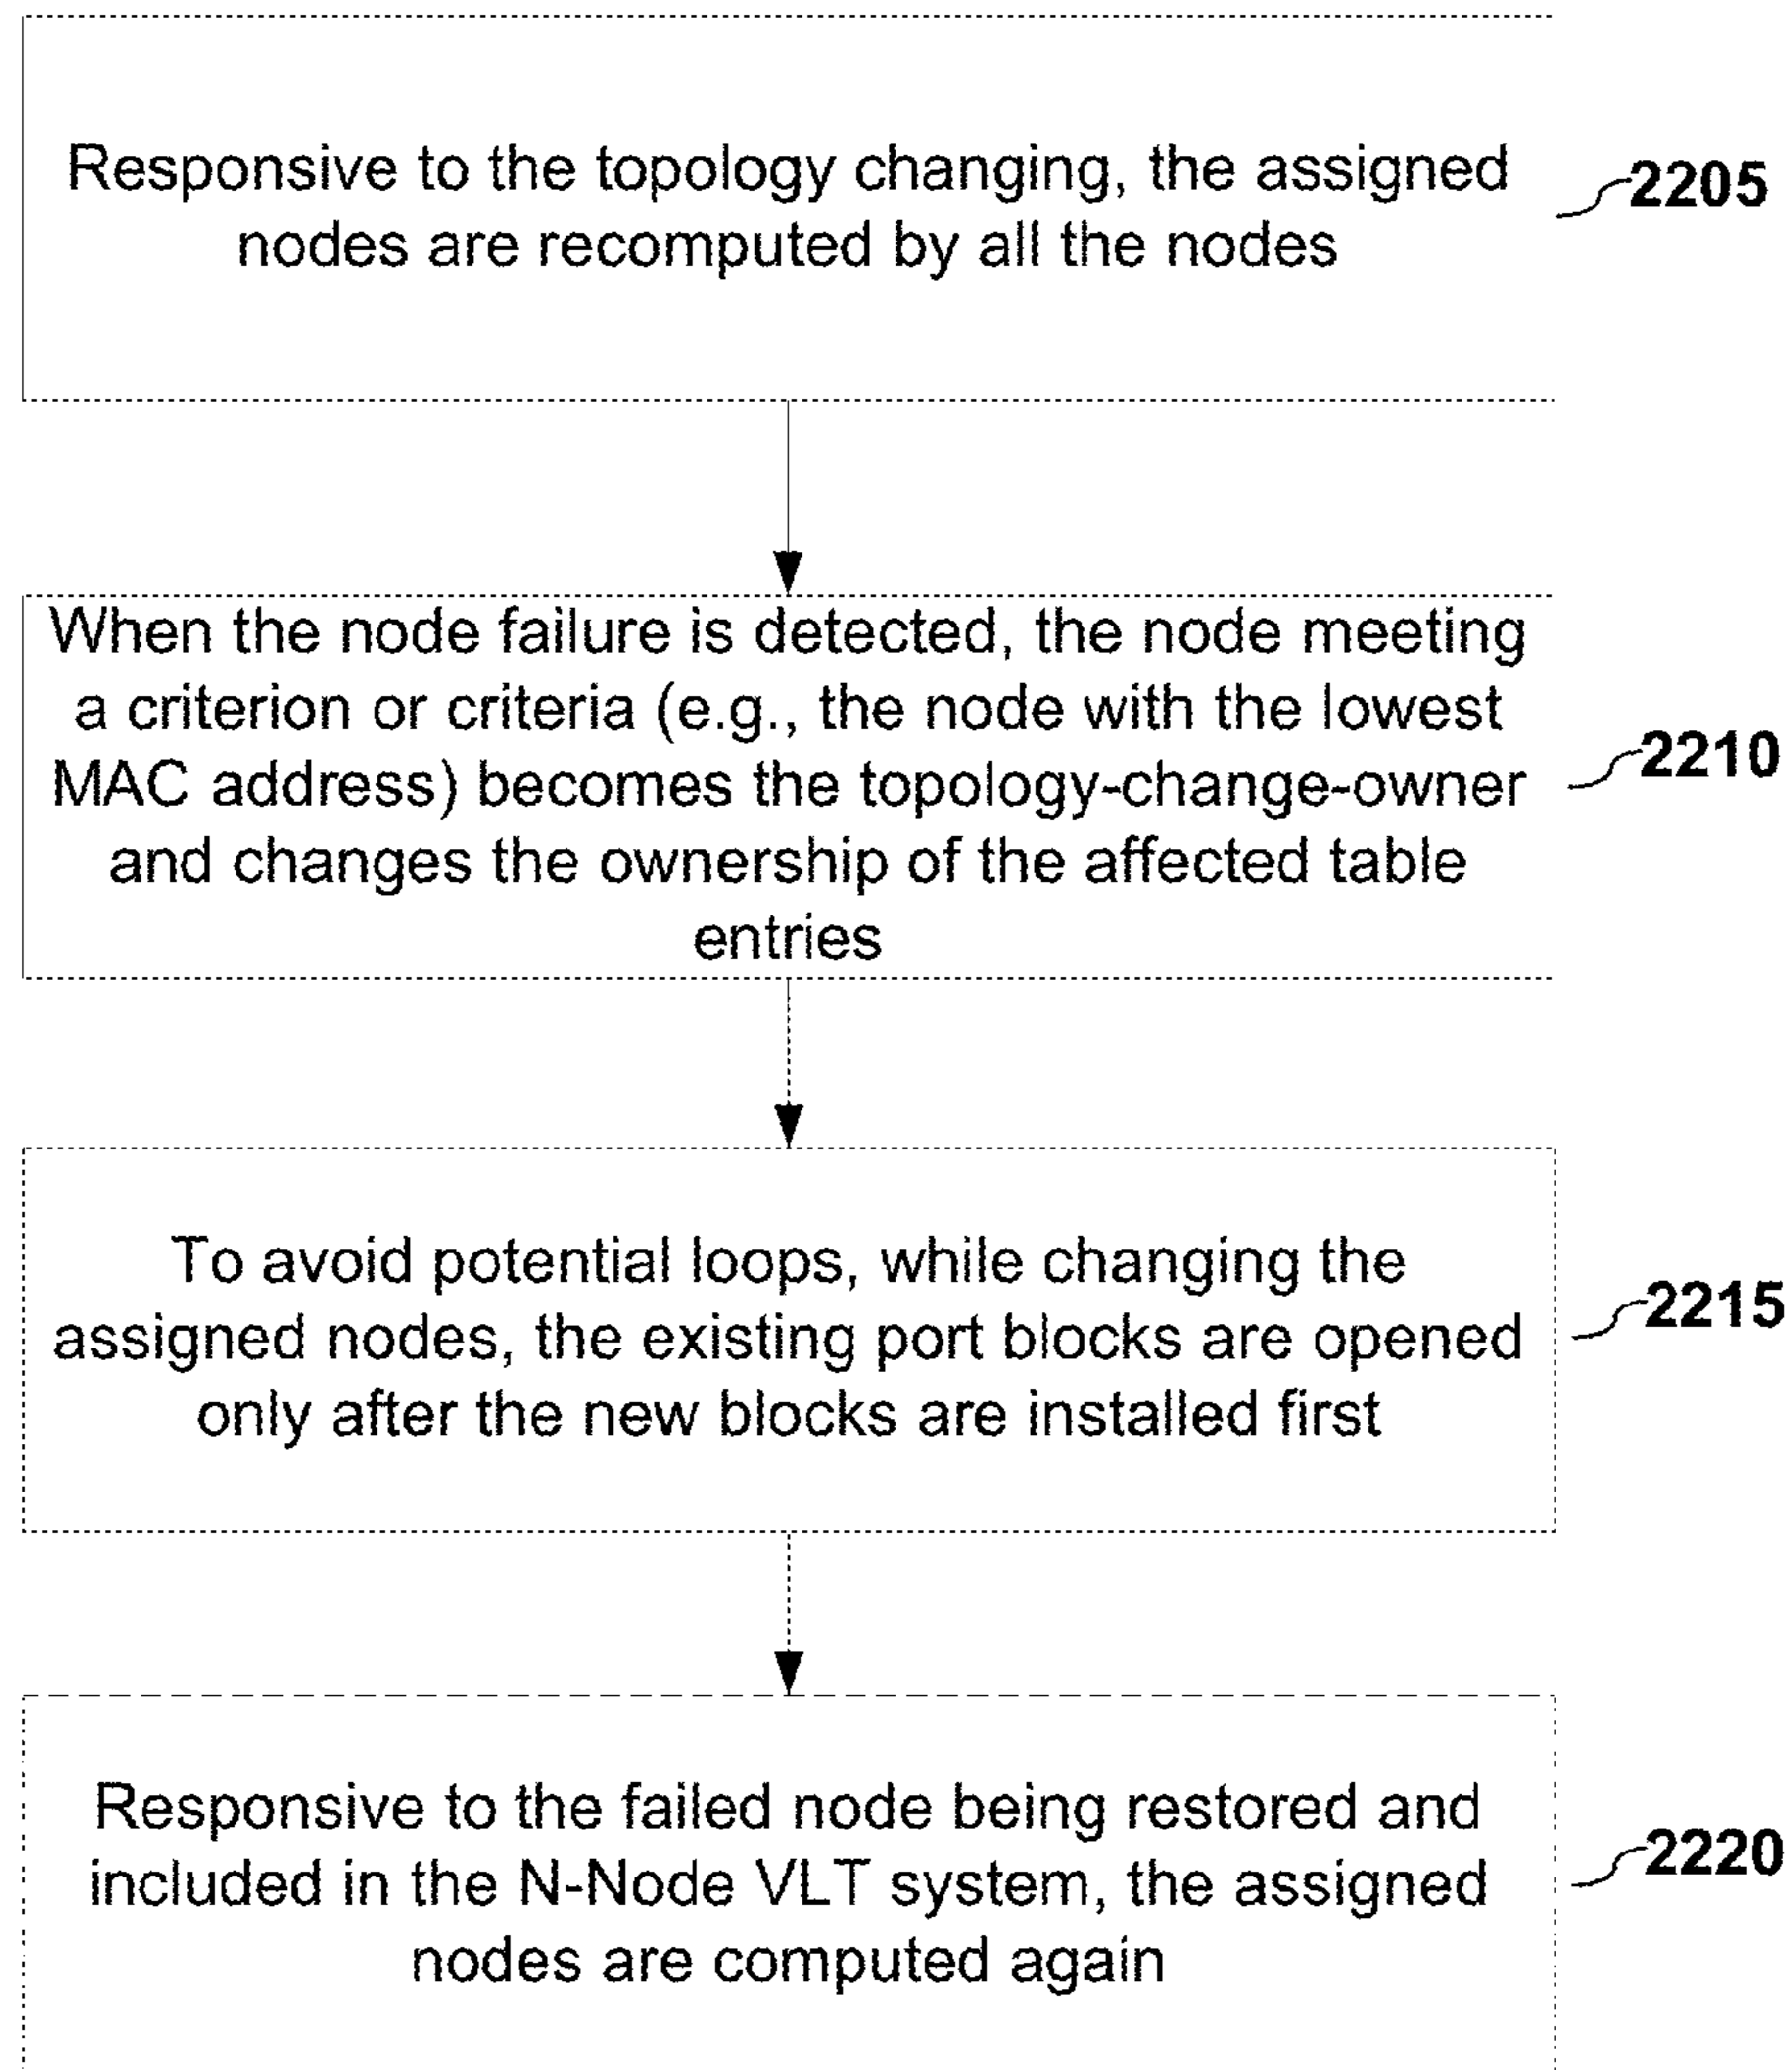 Responsive to the topology changing, the assigned
nodes are recomputed by all the nodes
2205
When the node failure is detected, the node meeting
a criterion or criteria (e.g., the node with the lowest
MAC address) becomes the topology-change-owner
and changes the ownership of the affected table
entries
2210
To avoid potential loops, while changing the
assigned nodes, the existing port blocks are opened
only after the new blocks are installed first
2215
Responsive to the failed node being restored and
included in the N-Node VLT system, the assigned
nodes are computed again
2220